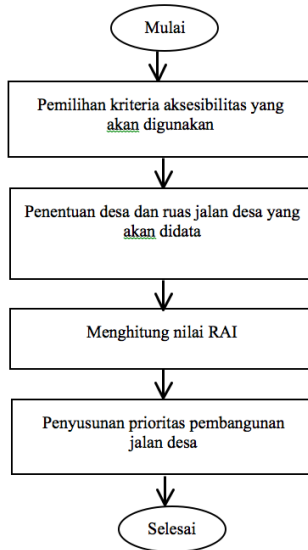 Mulai
Pemilihan kriteria aksesibilitas yang
akan digunakan
Penentuan desa dan ruas jalan desa yang
akan didata
Menghitung nilai RAI
Penyusunan prioritas pembangunan
jalan desa
Selesai